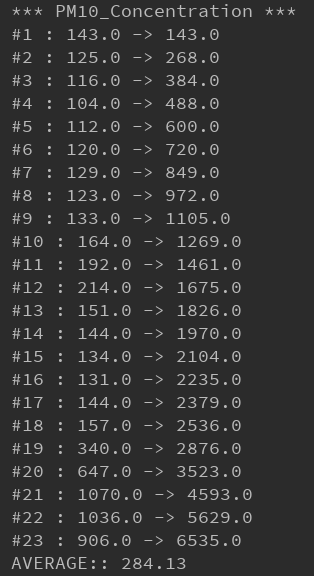 *** PM10_Concentration ***
#1 : 143.0 -> 143.0
#2 : 125.0 -> 268.0
#3 : 116.0 -> 384.0
#4 : 104.0 -> 488.0
#5 : 112.0 -> 600.0
#6 : 120.0 -> 720.0
#7 : 129.0 -> 849.0
#8 : 123.0 -> 972.0
#9 : 133.0 -> 1105.0
#10 : 164.0 -> 1269.0
#11 : 192.0 -> 1461.0
#12 : 214.0 -> 1675.0
#13 : 151.0 -> 1826.0
#14 : 144.0 -> 1970.0
#15 : 134.0 -> 2104.0
#16 : 131.0 -> 2235.0
#17 : 144.0 -> 2379.0
#18 : 157.0 -> 2536.0
#19 : 340.0 -> 2876.0
#20 : 647.0 -> 3523.0
#21 : 1070.0 -> 4593.0
#22 : 1036.0 -> 5629.0
#23 : 906.0 -> 6535.0
AVERAGE:: 284.13